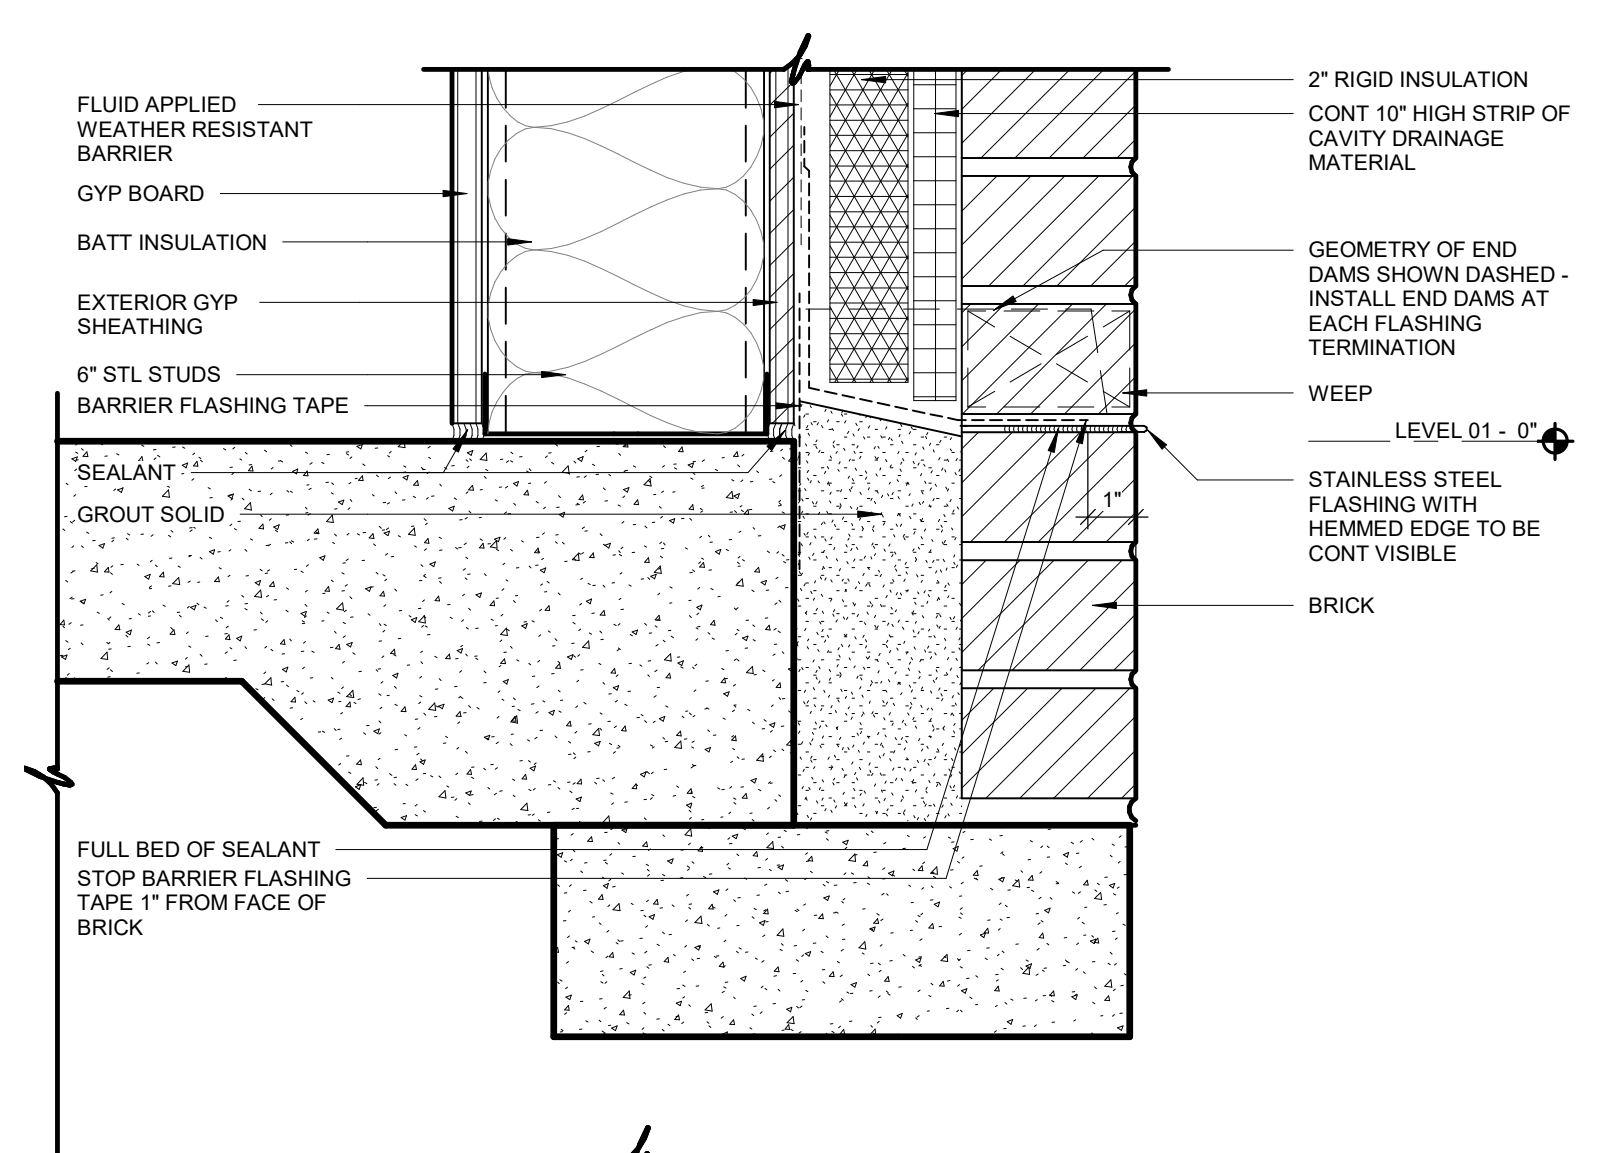 FLUID APPLIED
WEATHER RESISTANT
BARRIER
GYP BOARD
BATT INSULATION
EXTERIOR GYP
SHEATHING
6" STL STUDS
BARRIER FLASHING TAPE
SEALANT
GROUT SOLID
FULL BED OF SEALANT
STOP BARRIER FLASHING
TAPE 1" FROM FACE OF
BRICK
2" RIGID INSULATION
CONT 10" HIGH STRIP OF
CAVITY DRAINAGE
MATERIAL
GEOMETRY OF END
DAMS SHOWN DASHED -
INSTALL END DAMS AT
EACH FLASHING
TERMINATION
WEEP
LEVEL 01 - 0"
STAINLESS STEEL
FLASHING WITH
HEMMED EDGE TO BE
CONT VISIBLE
1"
BRICK